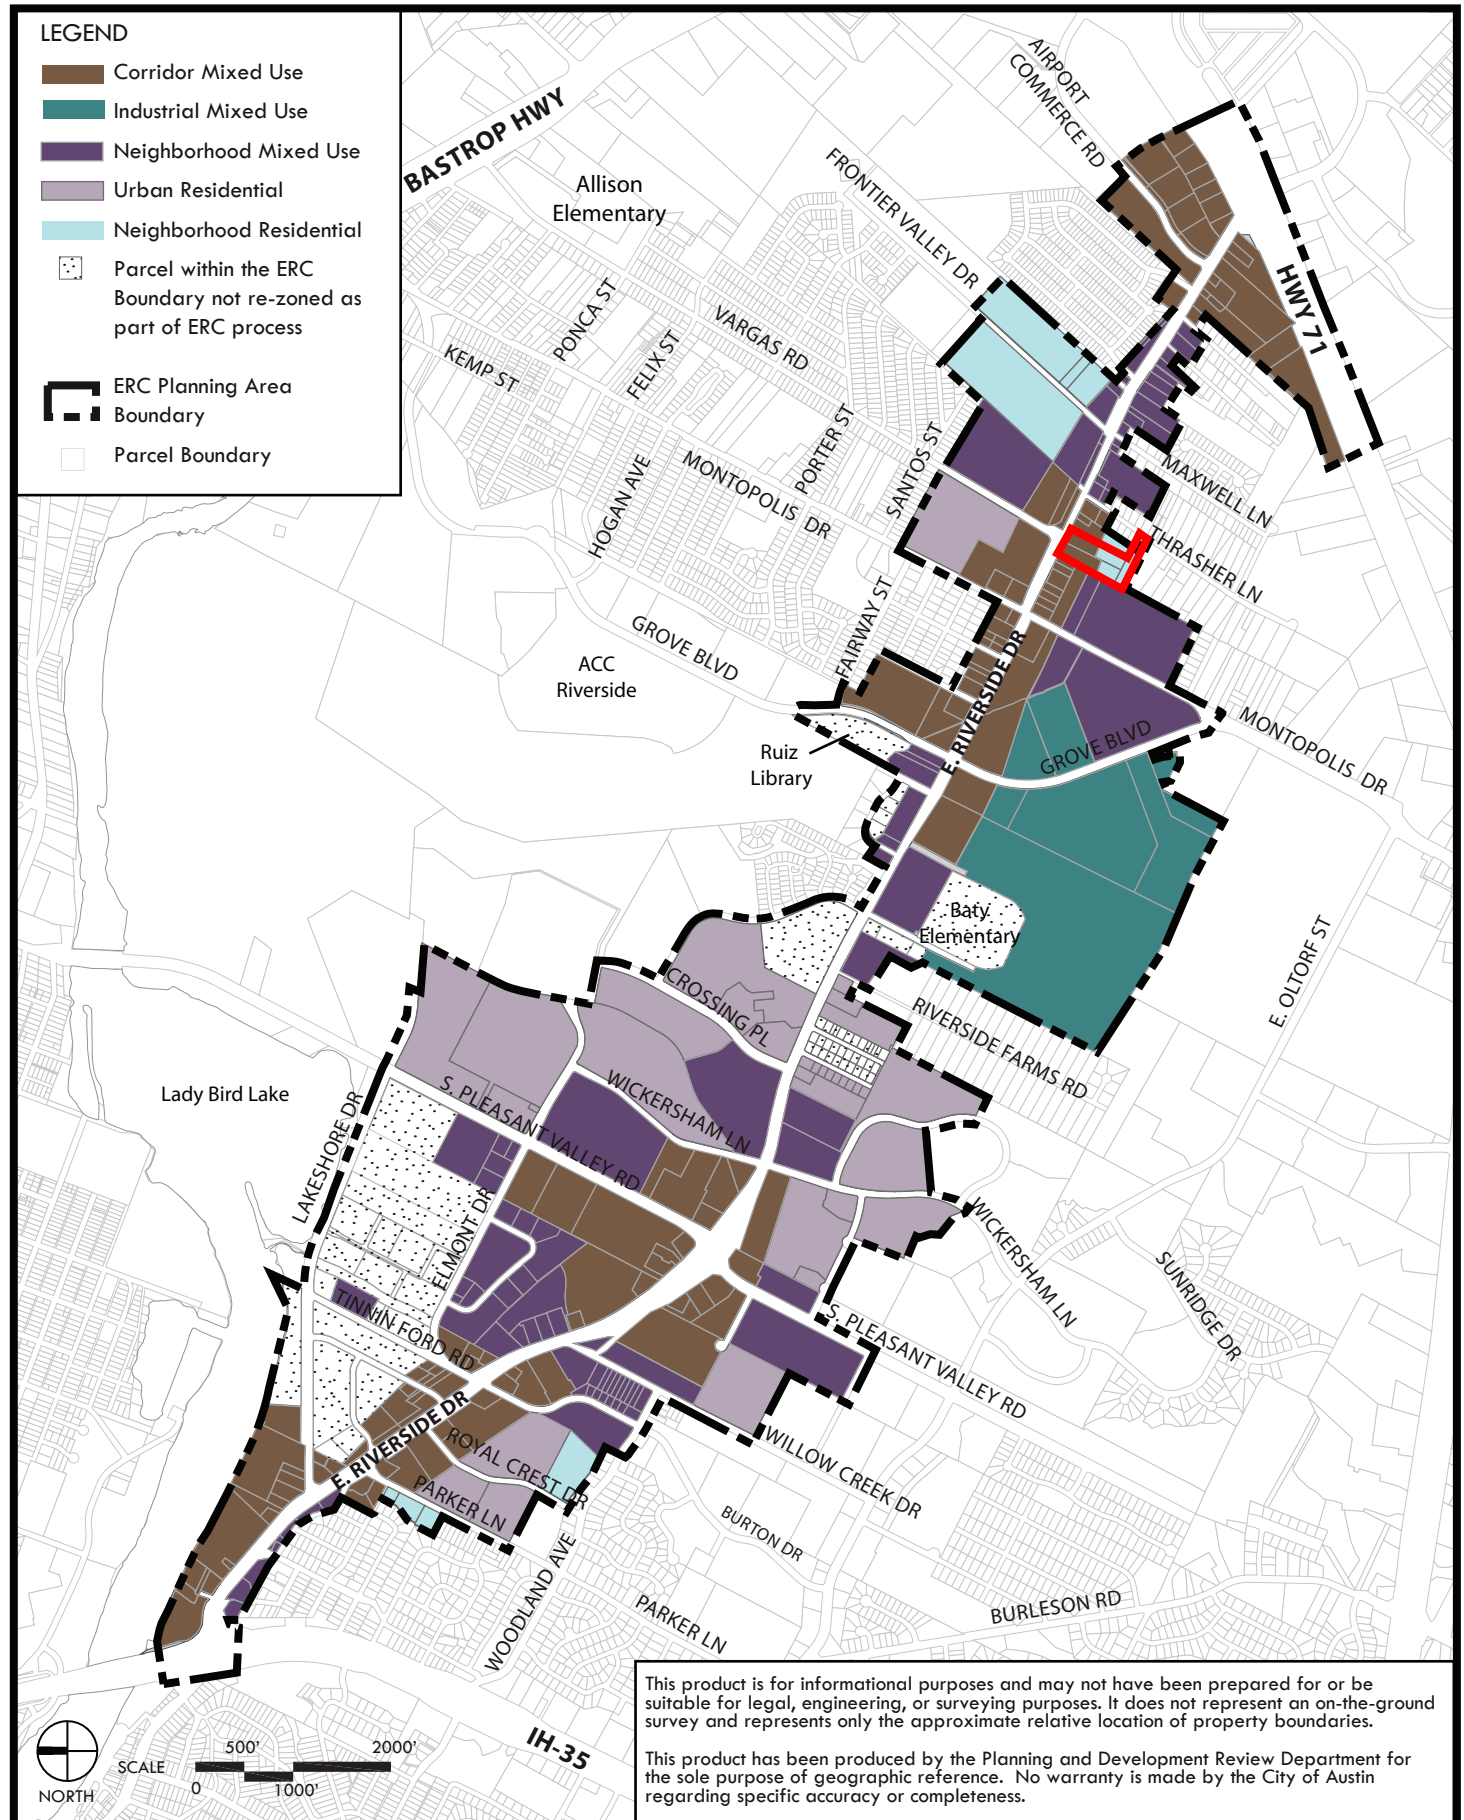 LEGEND
Corridor Mixed Use
Industrial Mixed Use
Neighborhood Mixed Use
Urban Residential
Neighborhood Residential
Parcel within the ERC
Boundary not re-zoned as
part of ERC process
ERC Planning Area
Boundary
Parcel Boundary
AIRPORT
COMMERCE RD
BASTROP HWY
Allison
Elementary
FRONTIER VALLEY DR
HWY 71
PONCA ST
VARGAS RD
FELIX ST
KEMP ST
PORTER ST
SANTOS ST
MONTOPOLIS DR
HOGAN AVE
MAXWELL LN
THRASHER LN
FAIRWAY ST
GROVE BLVD
ACC
Riverside
E. RIVERSIDE DR
Ruiz
Library
GROVE BLVD
MONTOPOLIS DR
Baty
Elementary
E. OLTORF ST
CROSSING PL
RIVERSIDE FARMS RD
Lady Bird Lake
LAKESHORE DR
S. PLEASANT VALLEY RD
WICKERSHAM LN
ELMONT DR
WICKERSHAM LN
SUNRIDGE DR
TINNIN FORD RD
S. PLEASANT VALLEY RD
E. RIVERSIDE DR
ROYAL CREST DR
PARKER LN
WILLOW CREEK DR
BURTON DR
WOODLAND AVE
PARKER LN
BURLESON RD
IH-35
NORTH
SCALE
500'
2000'
0
1000'
This product is for informational purposes and may not have been prepared for or be
suitable for legal, engineering, or surveying purposes. It does not represent an on-the-ground
survey and represents only the approximate relative location of property boundaries.
This product has been produced by the Planning and Development Review Department for
the sole purpose of geographic reference. No warranty is made by the City of Austin
regarding specific accuracy or completeness.